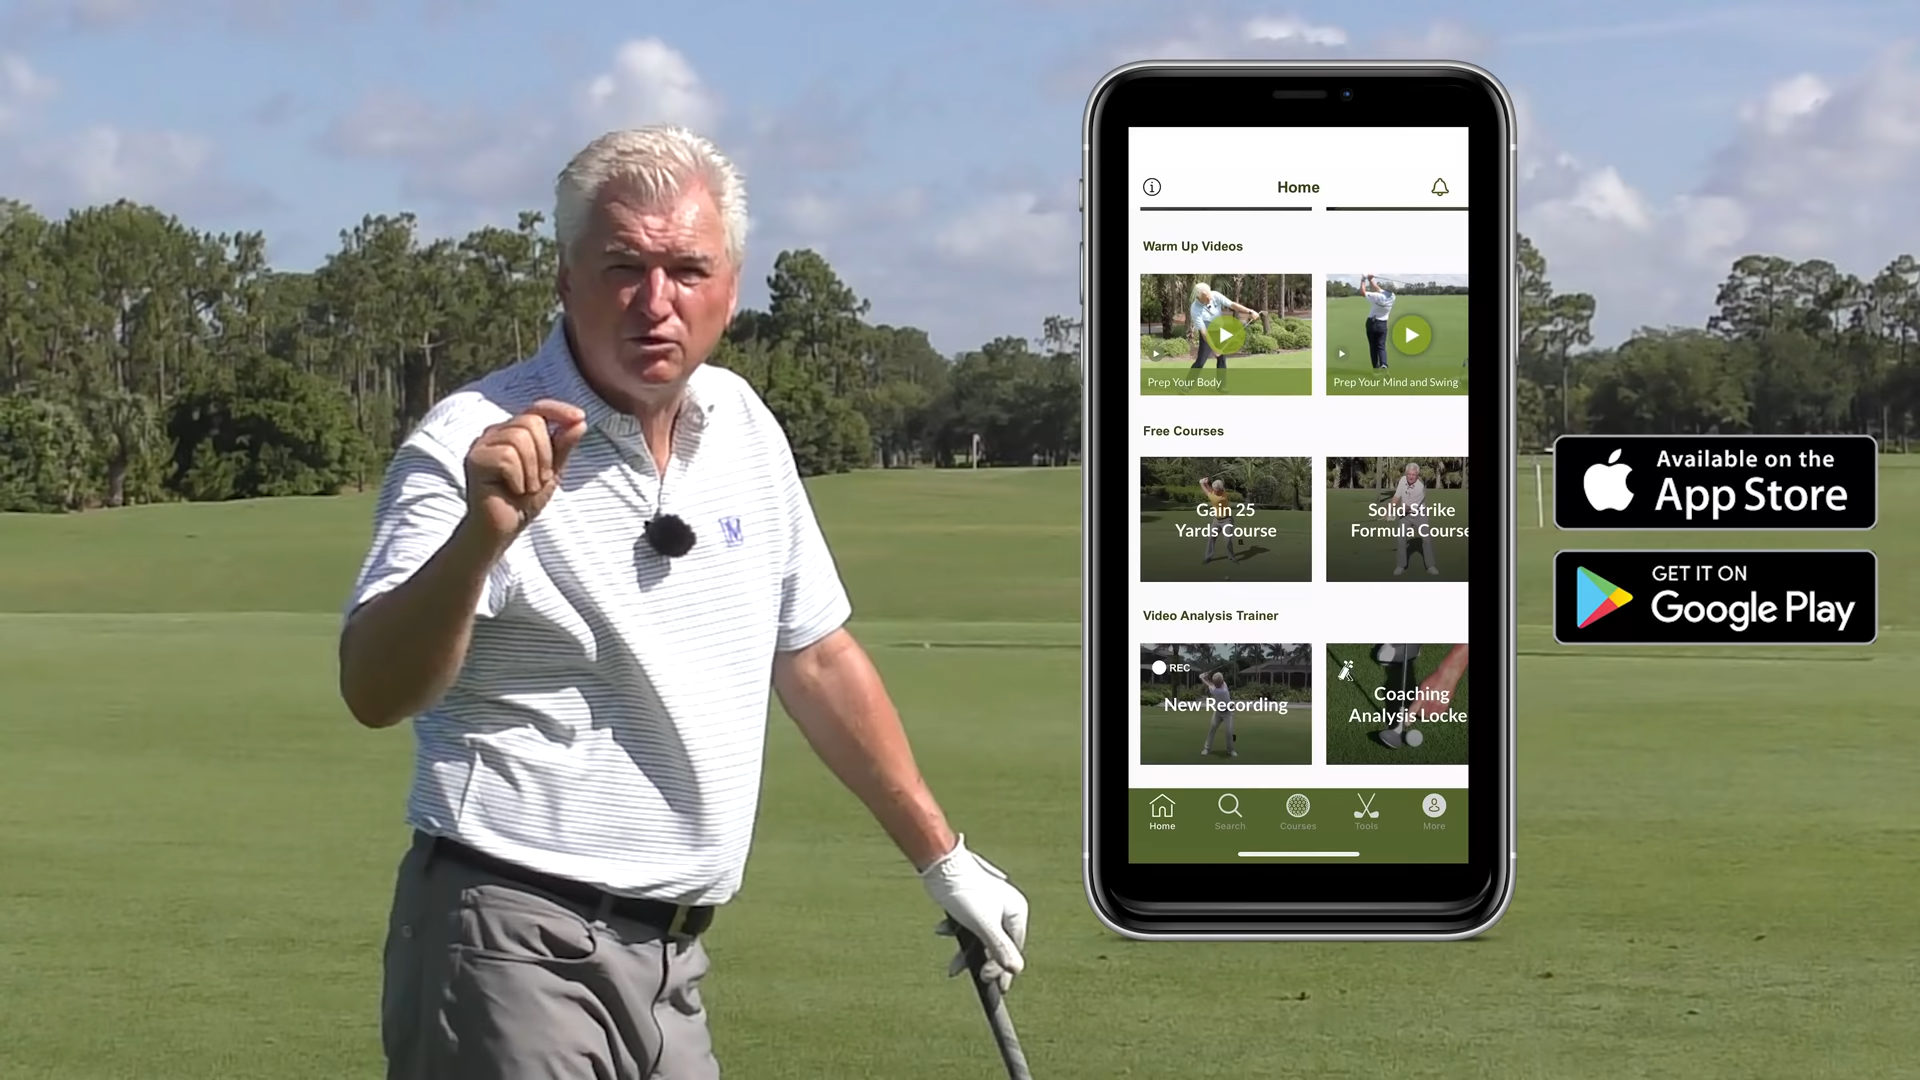 Home
Warm Up Videos
Prep Your Body
Prep Your Mind and Swing
Free Courses
Gain 25
Yards Course
Solid Strike
Formula Course
Video Analysis Trainer
REC
New Recording
Coaching
Analysis Locke
Home
Search
Courses
Tools
More
Available on the
App Store
GET IT ON
Google Play